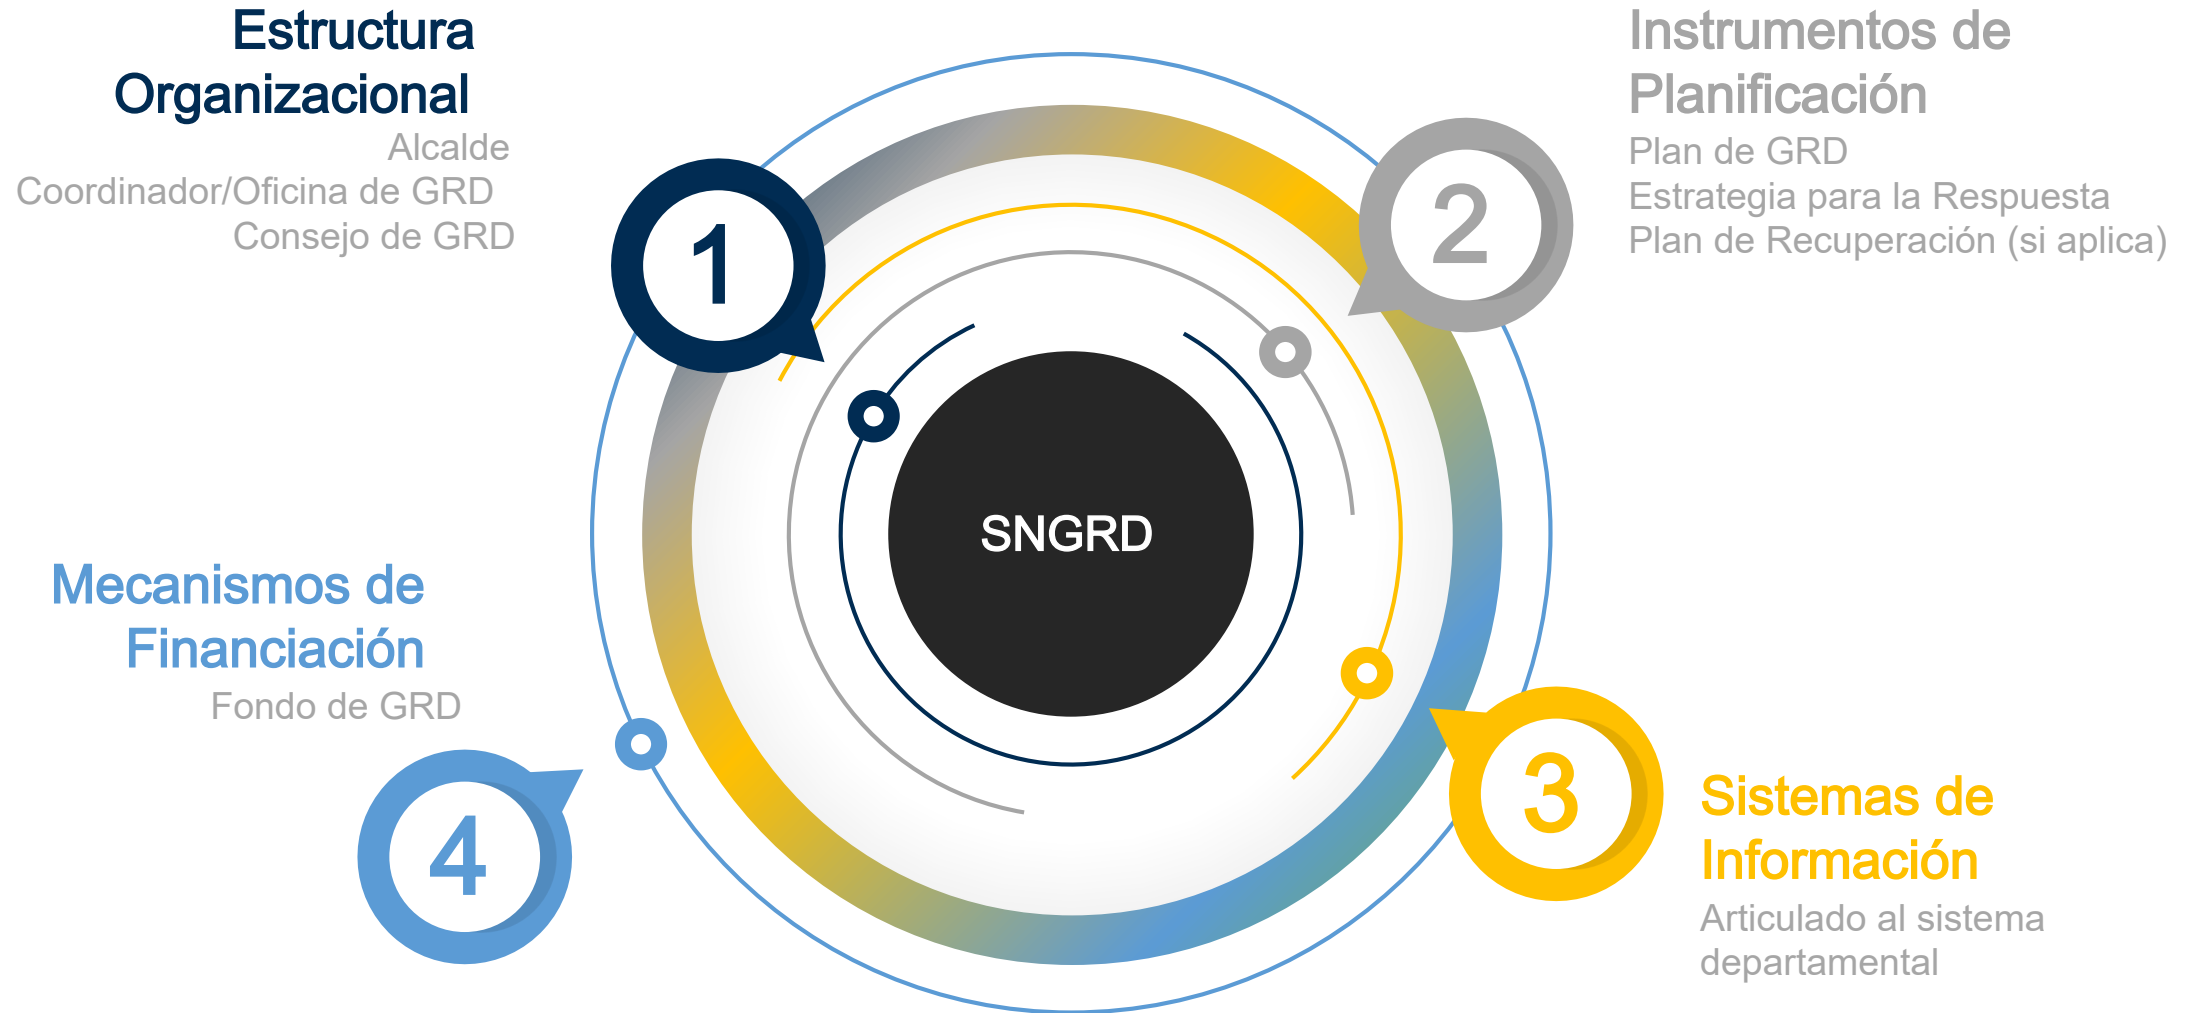 Estructura
Organizacional
Alcalde
Coordinador/Oficina de GRD
Consejo de GRD
1
Instrumentos de
Planificación
Plan de GRD
Estrategia para la Respuesta
Plan de Recuperación (si aplica)
2
SNGRD
Mecanismos de
Financiación
Fondo de GRD
4
3
Sistemas de
Información
Articulado al sistema
departamental